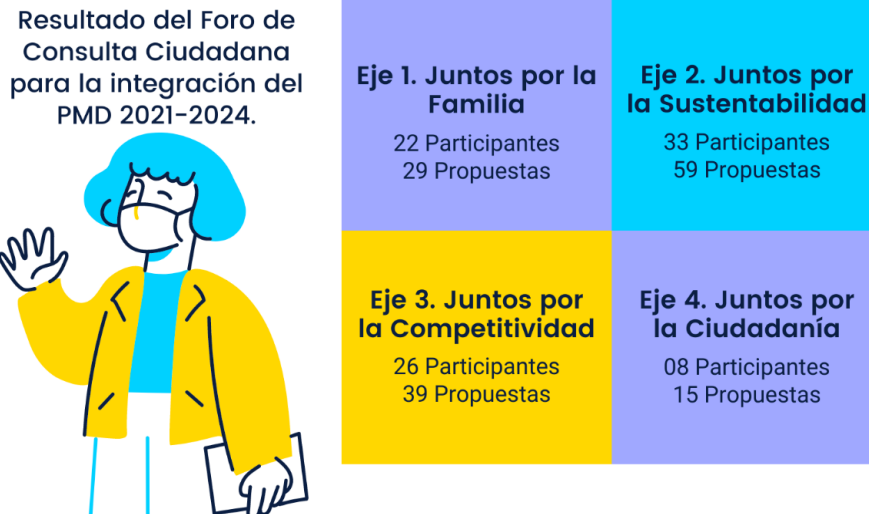 Resultado del Foro de
Consulta Ciudadana
para la integración del
PMD 2021-2024.
Eje 1. Juntos por la
Familia
22 Participantes
29 Propuestas
Eje 2. Juntos por
la Sustentabilidad
33 Participantes
59 Propuestas
Eje 3. Juntos por
la Competitividad
26 Participantes
39 Propuestas
Eje 4. Juntos por
la Ciudadanía
08 Participantes
15 Propuestas